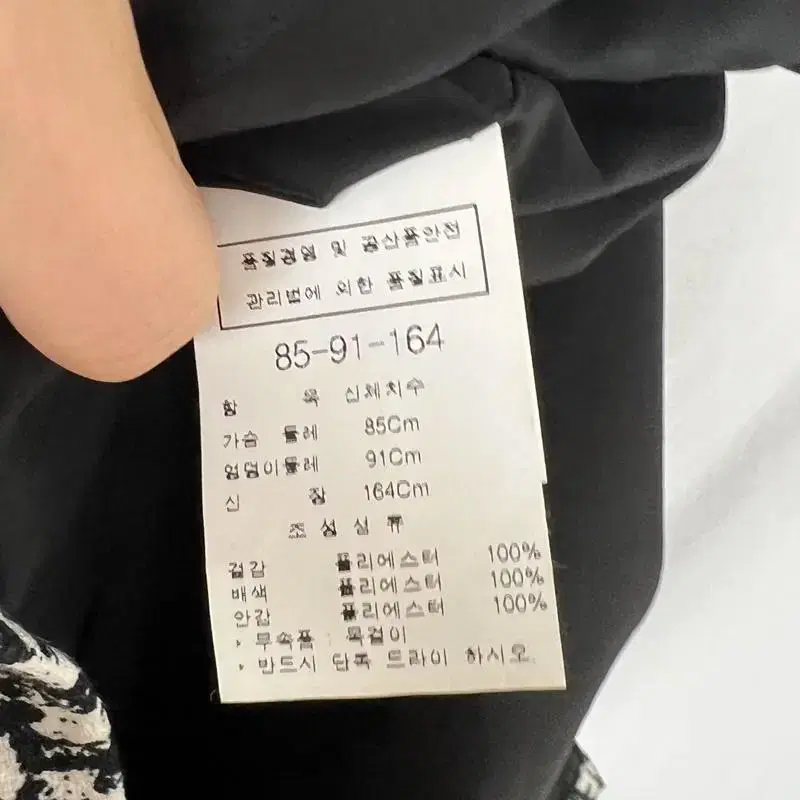 품질경영 및 공산품안전
관리법에 의한 품질표시
85-91-164
항 목 신체치수
가슴 둘레 85Cm
엉덩이둘레 91Cm
신 장 164Cm
조 성 섬 유
겉감 폴리에스터 100%
배색 폴리에스터 100%
안감 폴리에스터 100%
* 부속품 : 목걸이
* 반드시 단독 드라이 하시오.